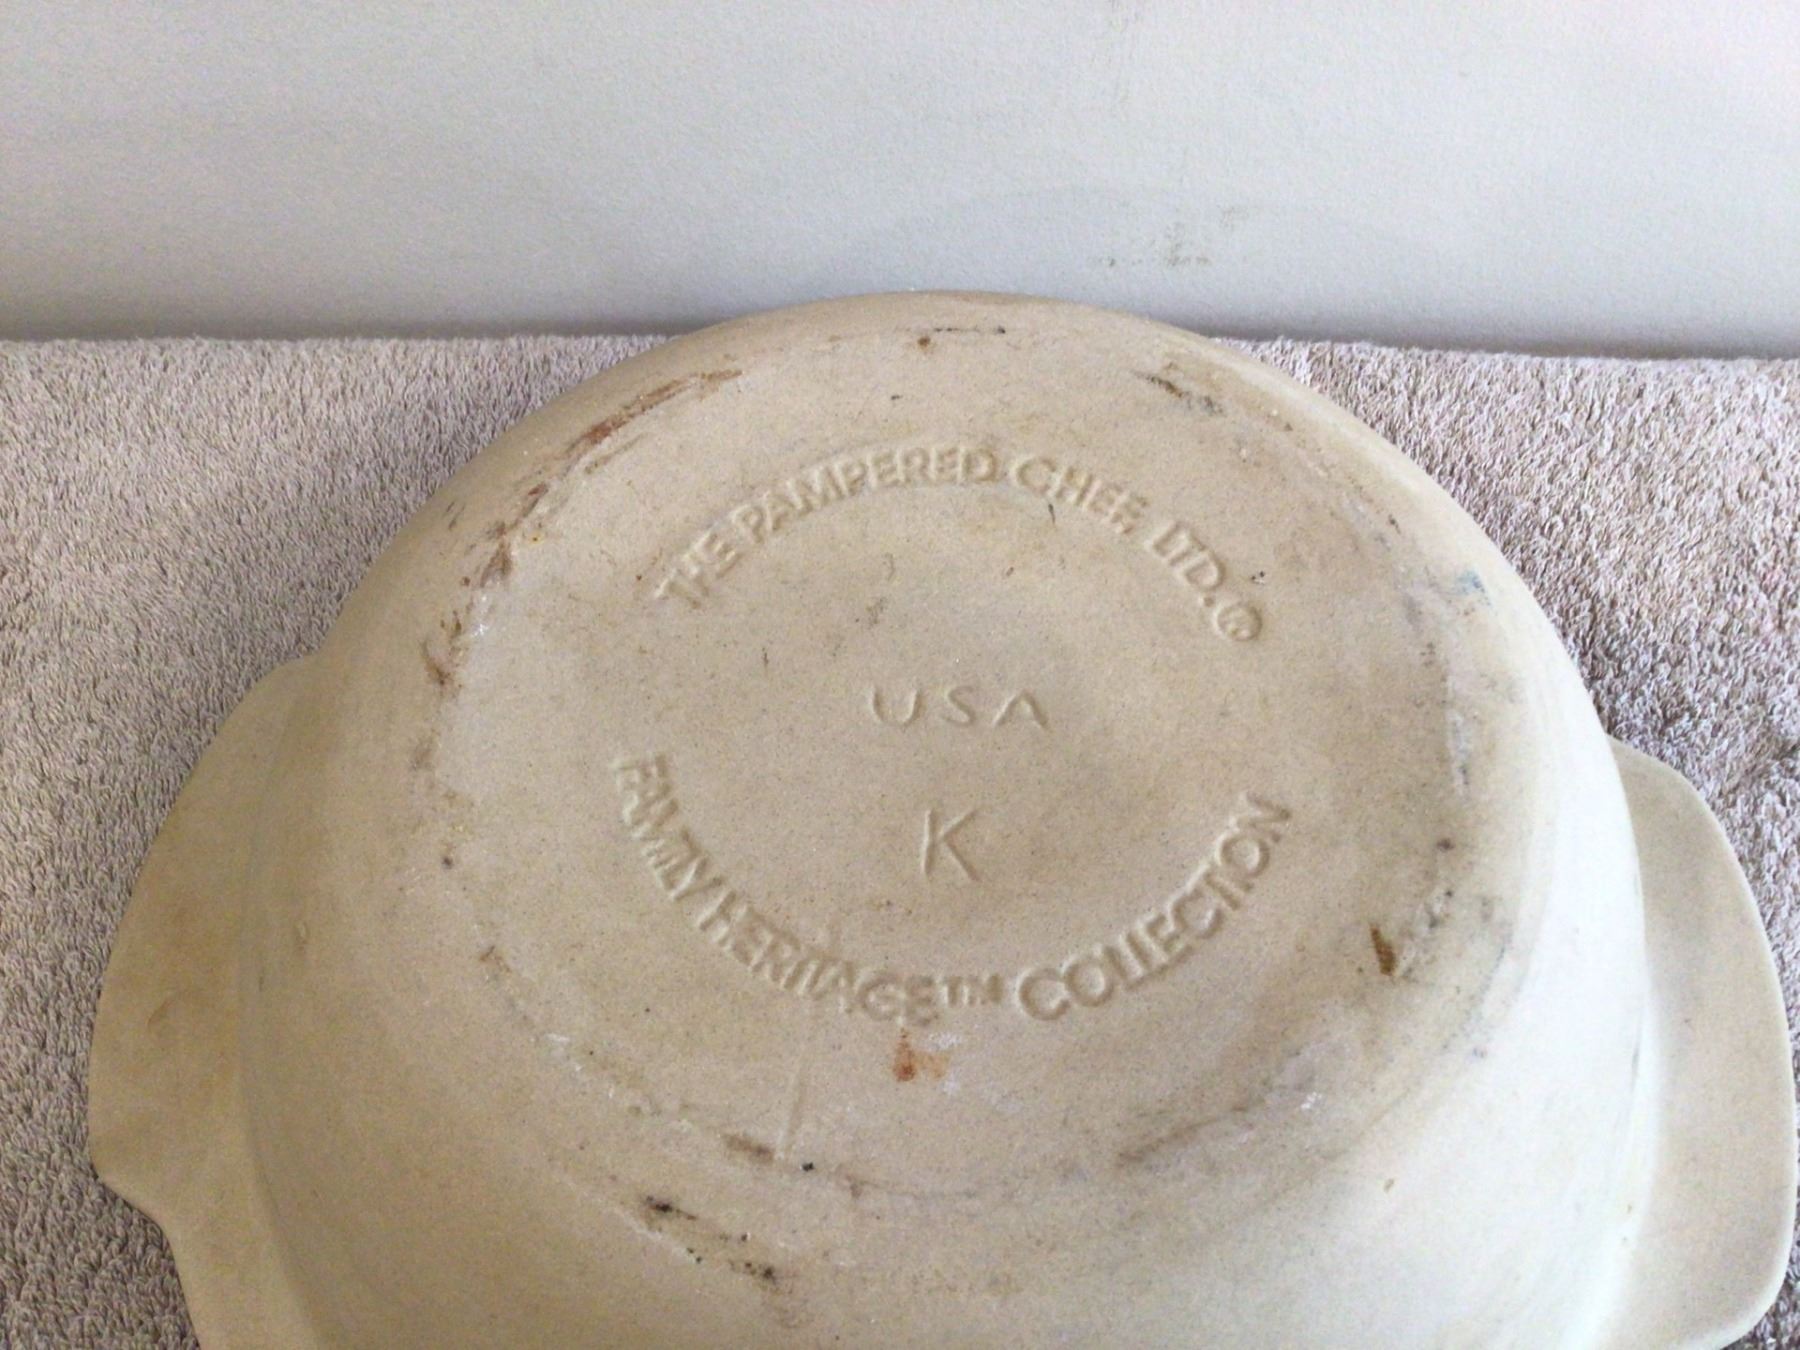 THE PAMPERED CHEF, LTD.®
USA
K
FAMILY HERITAGE™ COLLECTION